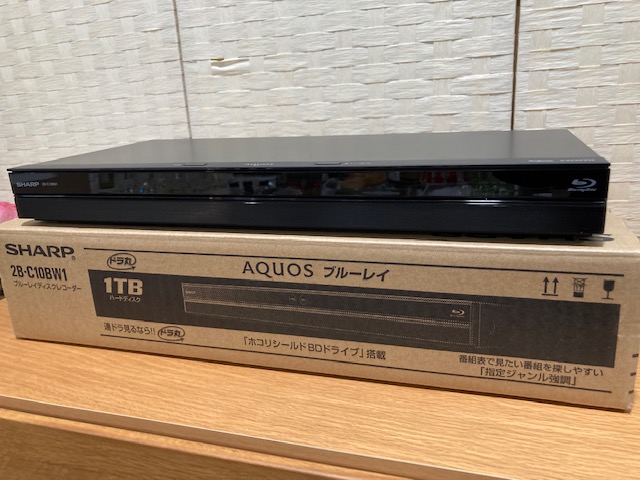 SHARP
Blu-ray Disc
SHARP
2B-C10BW1
ブルーレイディスクレコーダー
ドラ丸
1TB
ハードディスク
連ドラ見るなら!!
ドラ丸
AQUOS ブルーレイ
「ホコリシールドBDドライブ」搭載
番組表で見たい番組を探しやすい
「指定ジャンル強調」